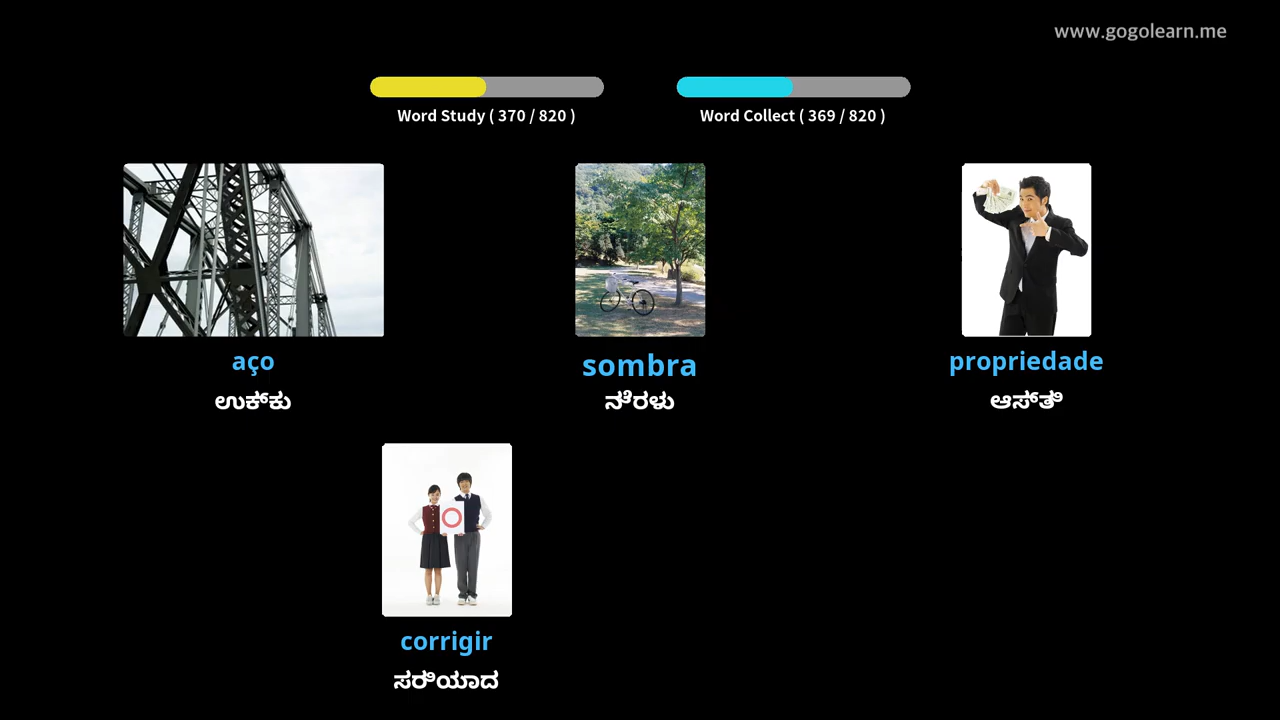 www.gogolearn.me
Word Study ( 370 / 820 )
Word Collect ( 369 / 820 )
aço
sombra
propriedade
ಉಕ್ಕು
ನೆರಳು
ಆಸ್ತಿ
corrigir
ಸರಿಯಾದ